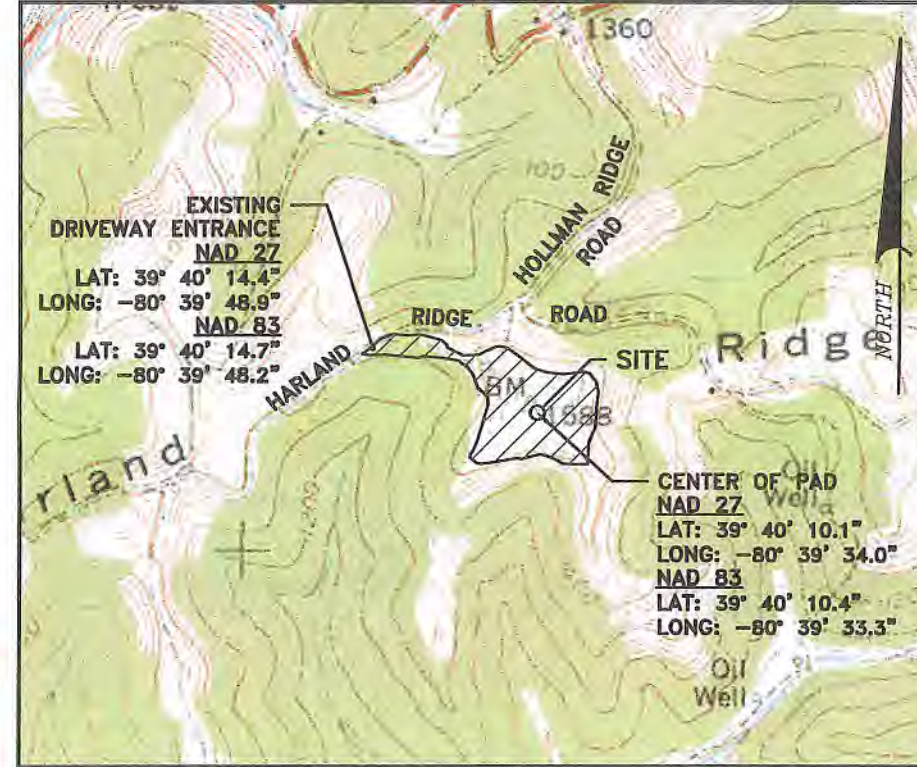 1360
EXISTING
DRIVEWAY ENTRANCE
NAD 27
LAT: 39° 40' 14.4"
LONG: -80° 39' 48.9"
NAD 83
LAT: 39° 40' 14.7"
LONG: -80° 39' 48.2"
HOLLMAN RIDGE
ROAD
HARLAND
RIDGE
ROAD
NORTH
Ridge
SITE
BM
1588
rland
Oil
Well
CENTER OF PAD
NAD 27
LAT: 39° 40' 10.1"
LONG: -80° 39' 34.0"
NAD 83
LAT: 39° 40' 10.4"
LONG: -80° 39' 33.3"
Oil
Well